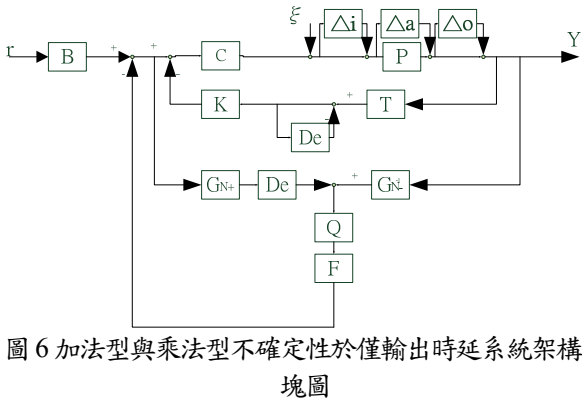 ξ
△i
△a
△o
r
B
+
-
+
-
C
P
Y
K
+
-
T
De
GN+
De
+
GN-
Q
F
圖 6 加法型與乘法型不確定性於僅輸出時延系統架構
塊圖